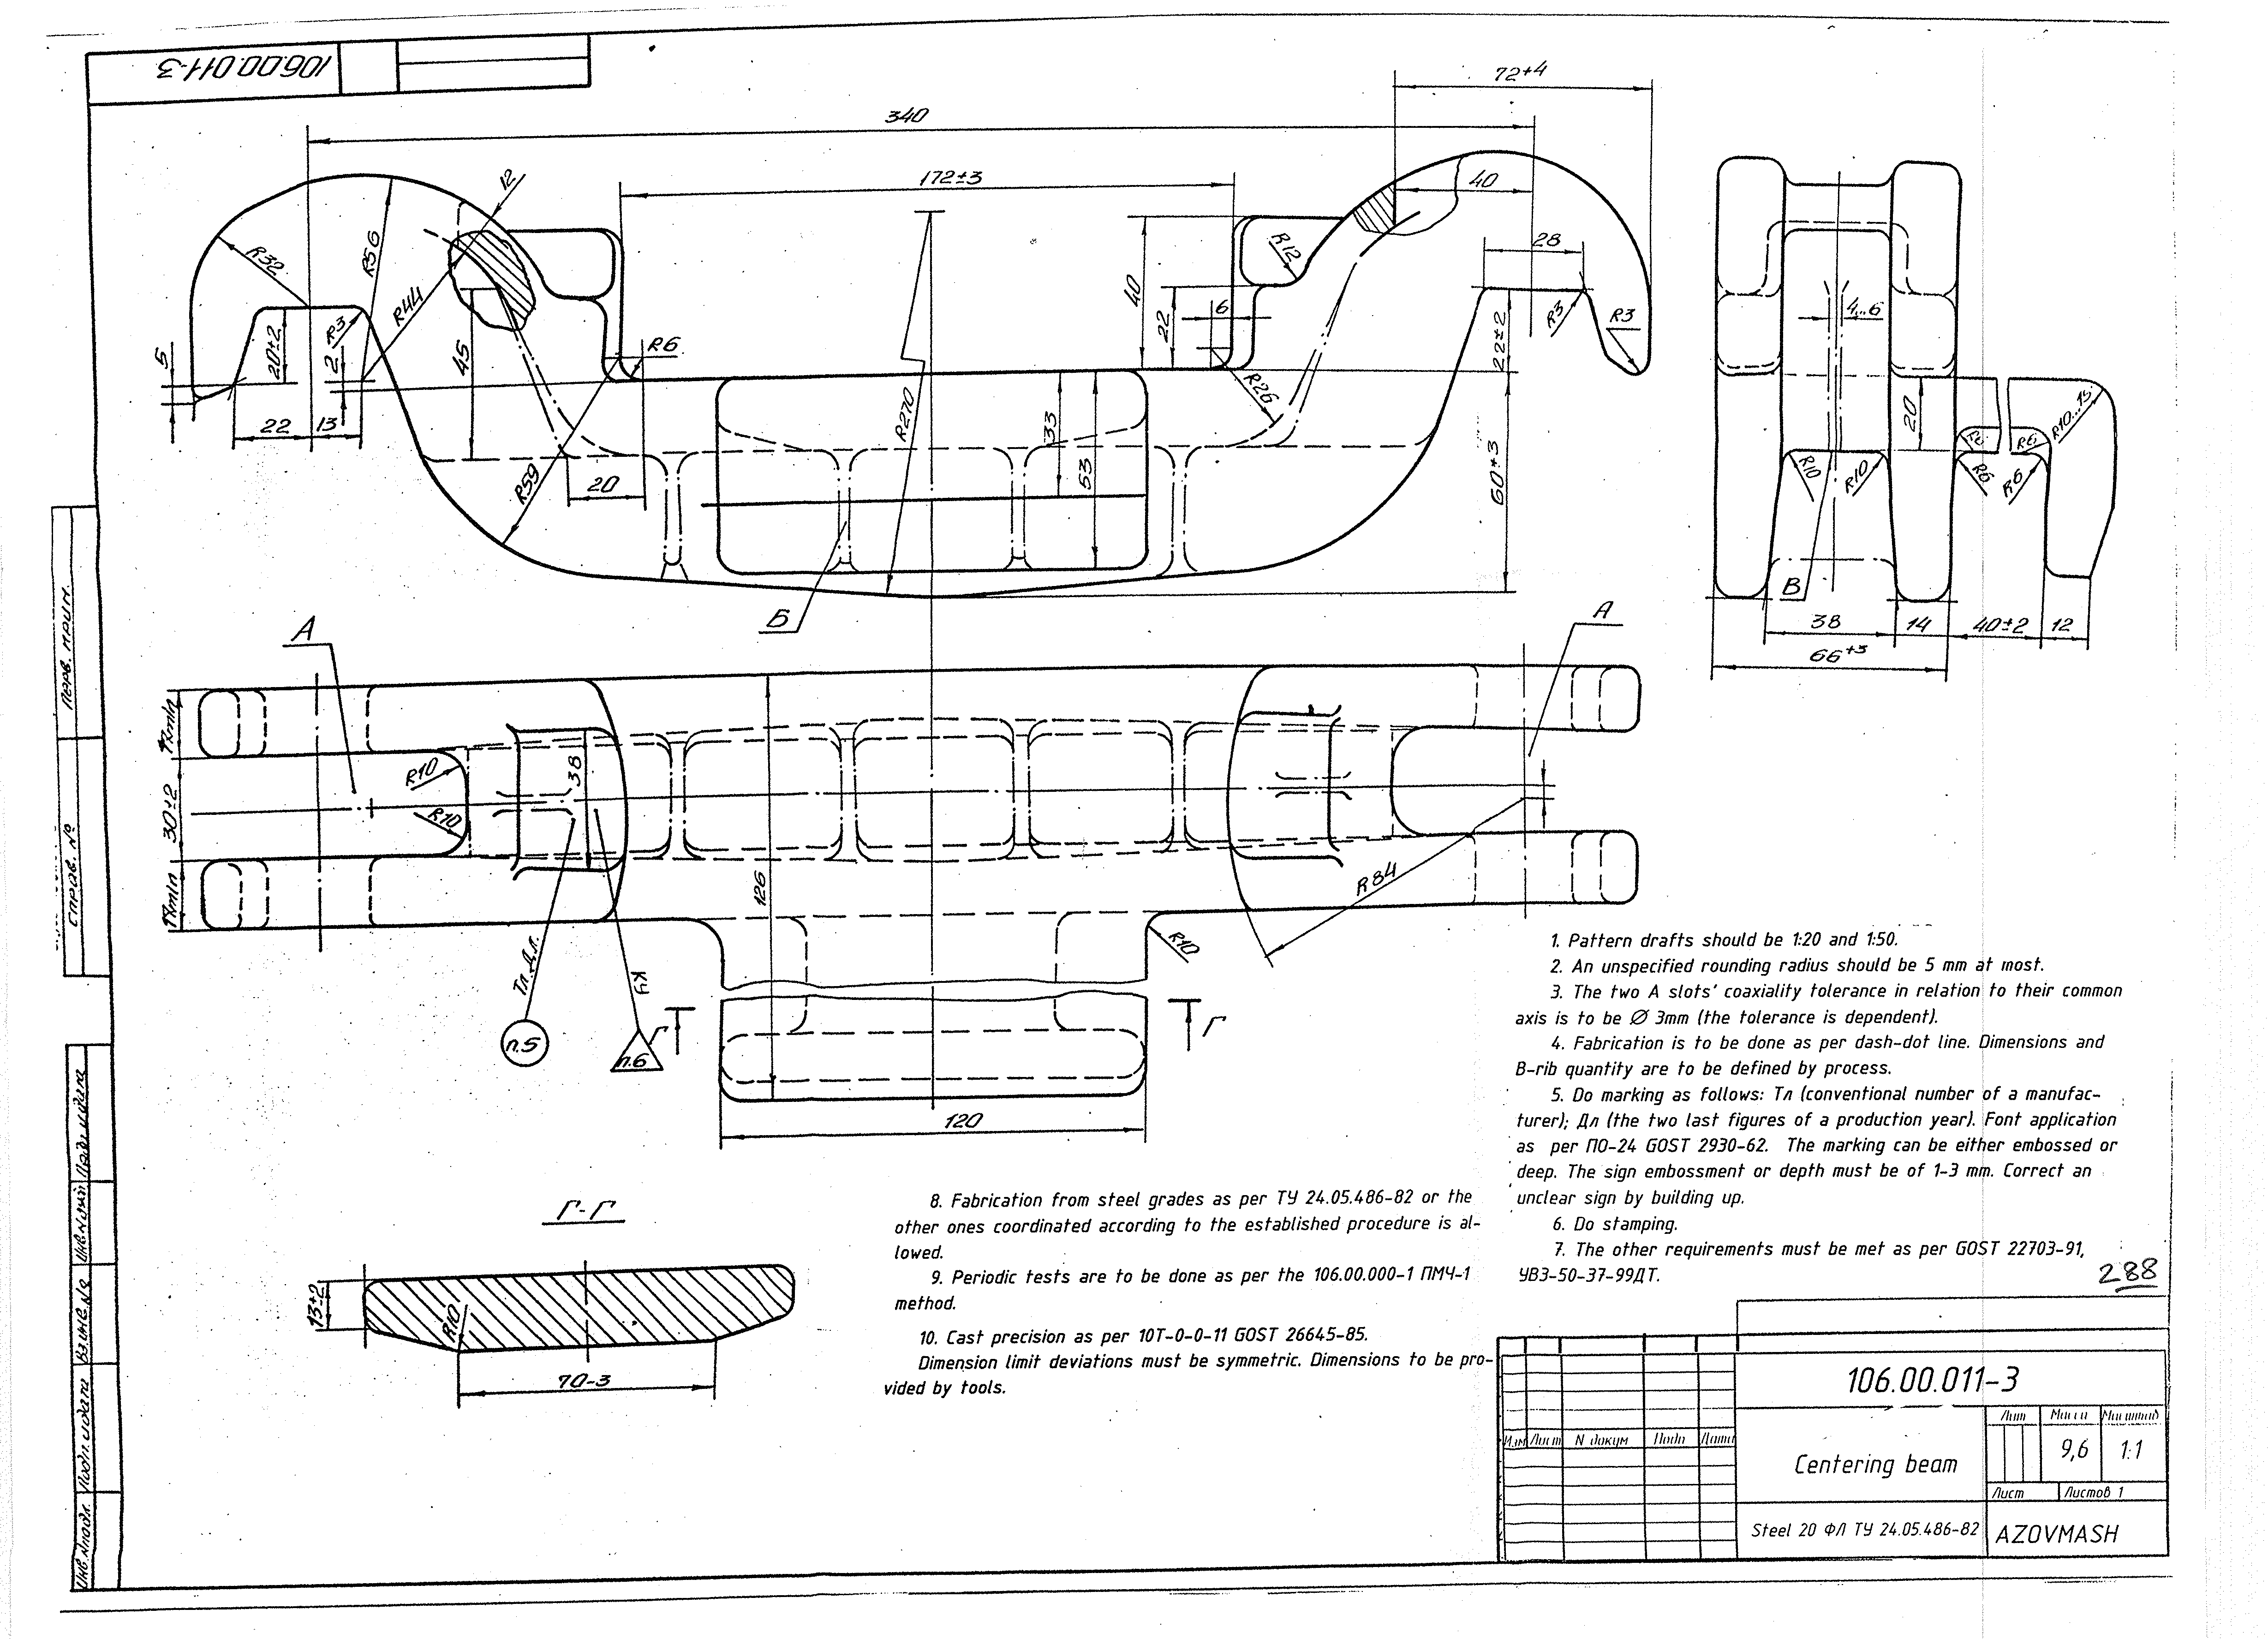 106.00.011-3
72+4
340
172±3
40
12
R32
R56
R44
R3
R12
28
40
22
6
R3
R3
5
20±2
2
45
R6
R270
R26
22±2
22
13
R59
20
33
53
60±3
Б
4...6
20
R10...15
R6
R6
R10
R10
R6
R6
В
38
14
40±2
12
66+3
А
А
17min
30±2
17min
R10
R10
38
126
R84
R10
Тл.Дл.
КУ
п.5
п.6
Г
Г
120
Г-Г
13±2
R10
70-3
1. Pattern drafts should be 1:20 and 1:50.
2. An unspecified rounding radius should be 5 mm at most.
3. The two A slots' coaxiality tolerance in relation to their common
axis is to be Ø 3mm (the tolerance is dependent).
4. Fabrication is to be done as per dash-dot line. Dimensions and
B-rib quantity are to be defined by process.
5. Do marking as follows: Тл (conventional number of a manufac-
turer); Дл (the two last figures of a production year). Font application
as per ПО-24 GOST 2930-62. The marking can be either embossed or
deep. The sign embossment or depth must be of 1-3 mm. Correct an
unclear sign by building up.
6. Do stamping.
7. The other requirements must be met as per GOST 22703-91,
УВЗ-50-37-99ДТ.
8. Fabrication from steel grades as per ТУ 24.05.486-82 or the
other ones coordinated according to the established procedure is al-
lowed.
9. Periodic tests are to be done as per the 106.00.000-1 ПМЧ-1
method.
10. Cast precision as per 10Т-0-0-11 GOST 26645-85.
Dimension limit deviations must be symmetric. Dimensions to be pro-
vided by tools.
288
106.00.011-3
Centering beam
Лит Масса Масштаб
9,6 1:1
Лист Листов 1
Изм Лист N докум Подп Дата
Steel 20 ФЛ ТУ 24.05.486-82
AZOVMASH
Перв. прим.
Справ. №
Подп. и дата
Взам. инв. №
Подп. и дата
Инв. № подл.